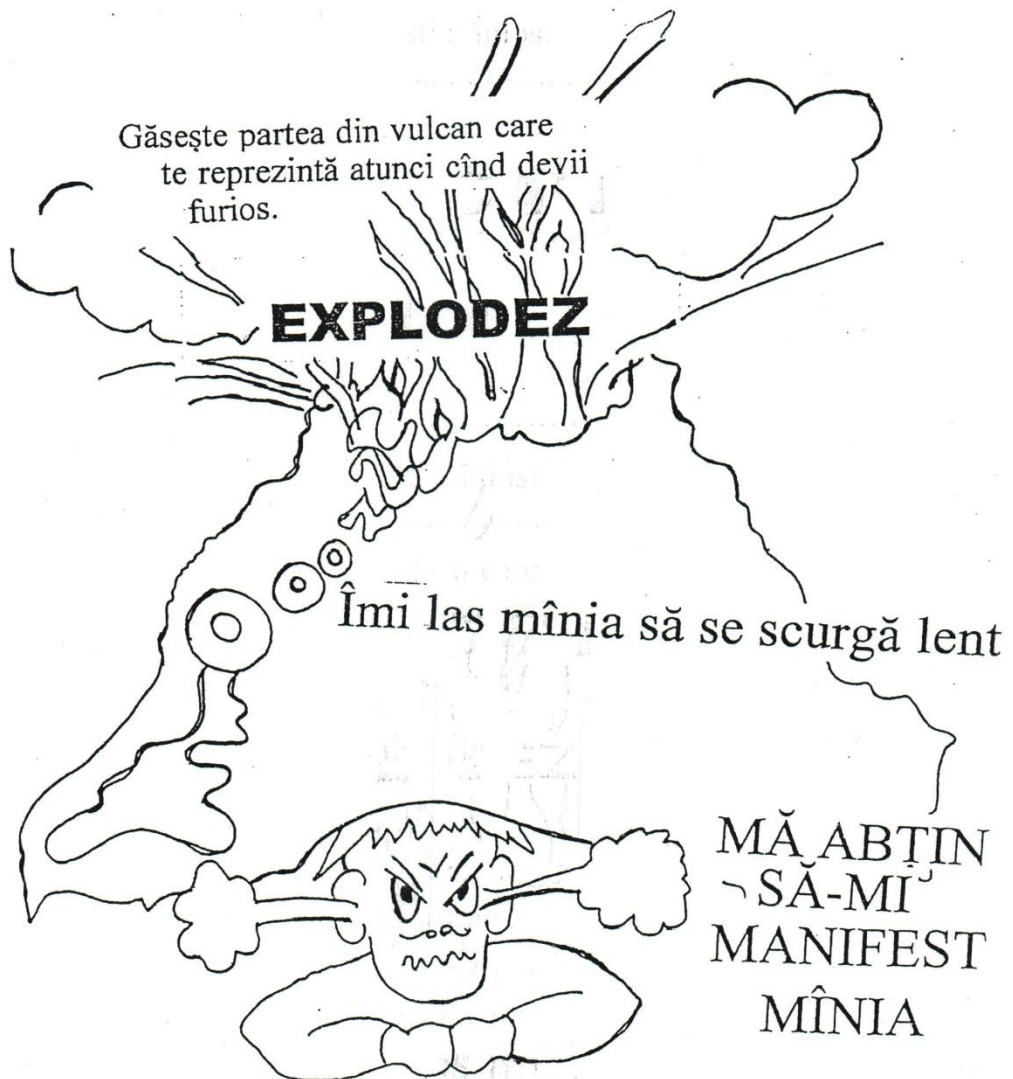 Găsește partea din vulcan care
te reprezintă atunci cînd devii
furios.
EXPLODEZ
Îmi las mînia să se scurgă lent
MĂ ABȚIN
SĂ-MI
MANIFEST
MÎNIA